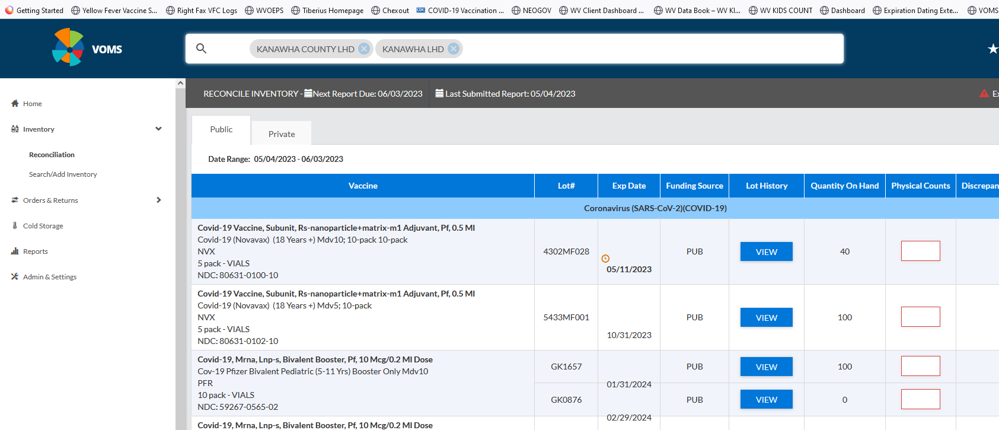 Getting Started Yellow Fever Vaccine S... Right Fax VFC Logs WVOEPS Tiberius Homepage Chexout CDC COVID-19 Vaccination ... NEOGOV WV Client Dashboard ... WV Data Book – WV KI... WV KIDS COUNT Dashboard Expiration Dating Exte... VOMS
VOMS
KANAWHA COUNTY LHD KANAWHA LHD
RECONCILE INVENTORY - Next Report Due: 06/03/2023 Last Submitted Report: 05/04/2023 Ex
Home
Inventory
Reconciliation
Search/Add Inventory
Orders & Returns
Cold Storage
Reports
Admin & Settings
Public Private
Date Range: 05/04/2023 - 06/03/2023
Vaccine Lot# Exp Date Funding Source Lot History Quantity On Hand Physical Counts Discrepan
Coronavirus (SARS-CoV-2)(COVID-19)
Covid-19 Vaccine, Subunit, Rs-nanoparticle+matrix-m1 Adjuvant, Pf, 0.5 Ml
Covid-19 (Novavax) (18 Years +) Mdv10; 10-pack 10-pack
NVX
5 pack - VIALS
NDC: 80631-0100-10
4302MF028 05/11/2023 PUB VIEW 40
Covid-19 Vaccine, Subunit, Rs-nanoparticle+matrix-m1 Adjuvant, Pf, 0.5 Ml
Covid-19 (Novavax) (18 Years +) Mdv5; 10-pack
NVX
5 pack - VIALS
NDC: 80631-0102-10
5433MF001 10/31/2023 PUB VIEW 100
Covid-19, Mrna, Lnp-s, Bivalent Booster, Pf, 10 Mcg/0.2 Ml Dose
Cov-19 Pfizer Bivalent Pediatric (5-11 Yrs) Booster Only Mdv10
PFR
10 pack - VIALS
NDC: 59267-0565-02
GK1657 01/31/2024 PUB VIEW 100
GK0876 02/29/2024 PUB VIEW 0
Covid-19, Mrna, Lnp-s, Bivalent Booster, Pf, 10 Mcg/0.2 Ml Dose